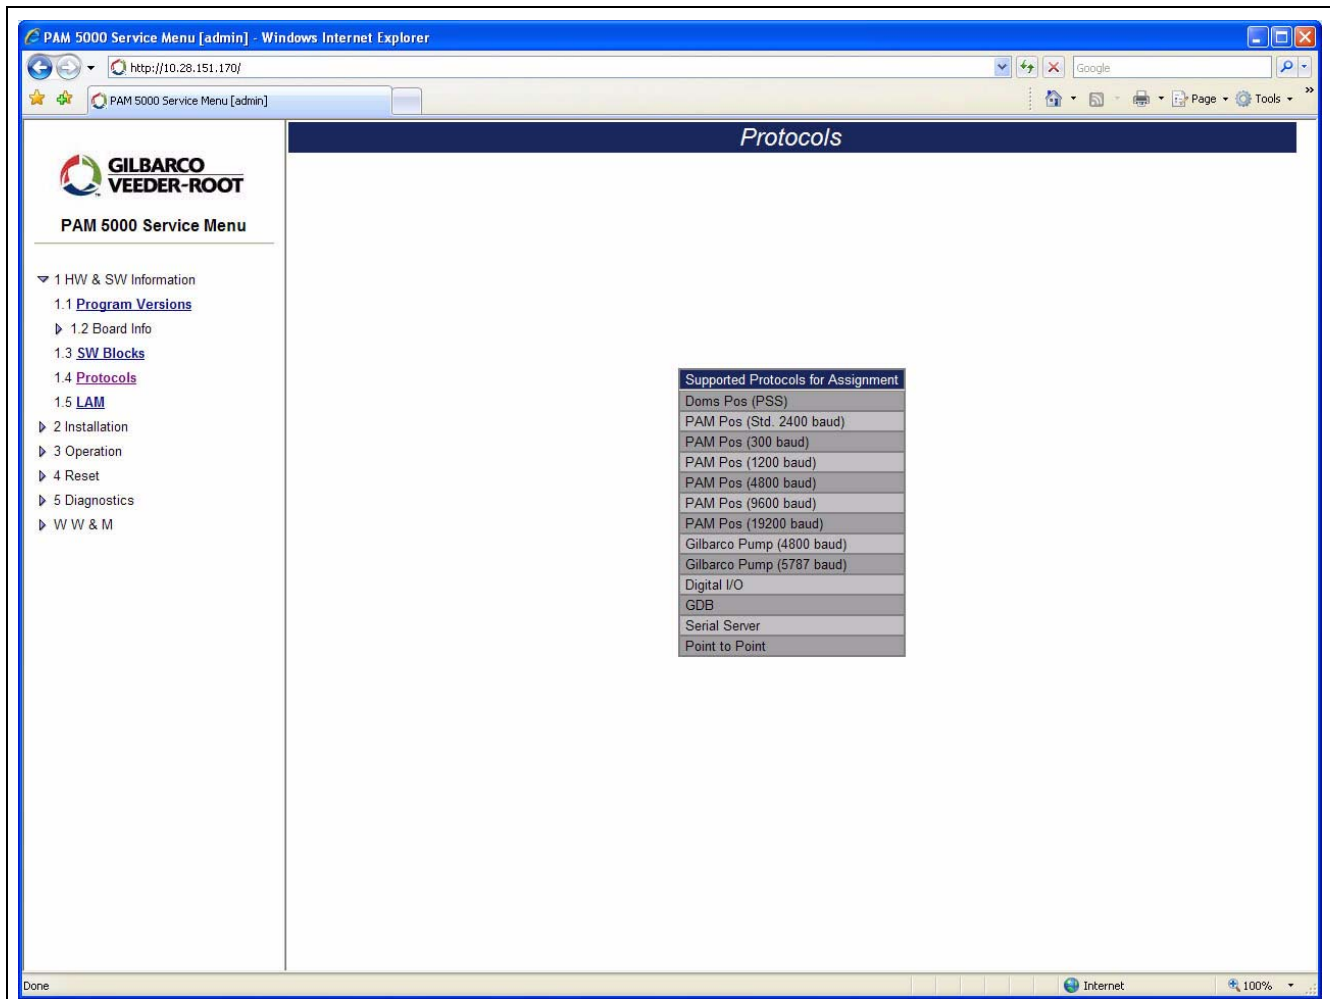 PAM 5000 Service Menu [admin] - Windows Internet Explorer
http://10.28.151.170/
Google
PAM 5000 Service Menu [admin]
Page
Tools
»
GILBARCO
VEEDER-ROOT
PAM 5000 Service Menu
1 HW & SW Information
1.1 Program Versions
1.2 Board Info
1.3 SW Blocks
1.4 Protocols
1.5 LAM
2 Installation
3 Operation
4 Reset
5 Diagnostics
W W & M
Protocols
Supported Protocols for Assignment
Doms Pos (PSS)
PAM Pos (Std. 2400 baud)
PAM Pos (300 baud)
PAM Pos (1200 baud)
PAM Pos (4800 baud)
PAM Pos (9600 baud)
PAM Pos (19200 baud)
Gilbarco Pump (4800 baud)
Gilbarco Pump (5787 baud)
Digital I/O
GDB
Serial Server
Point to Point
Done
Internet
100%